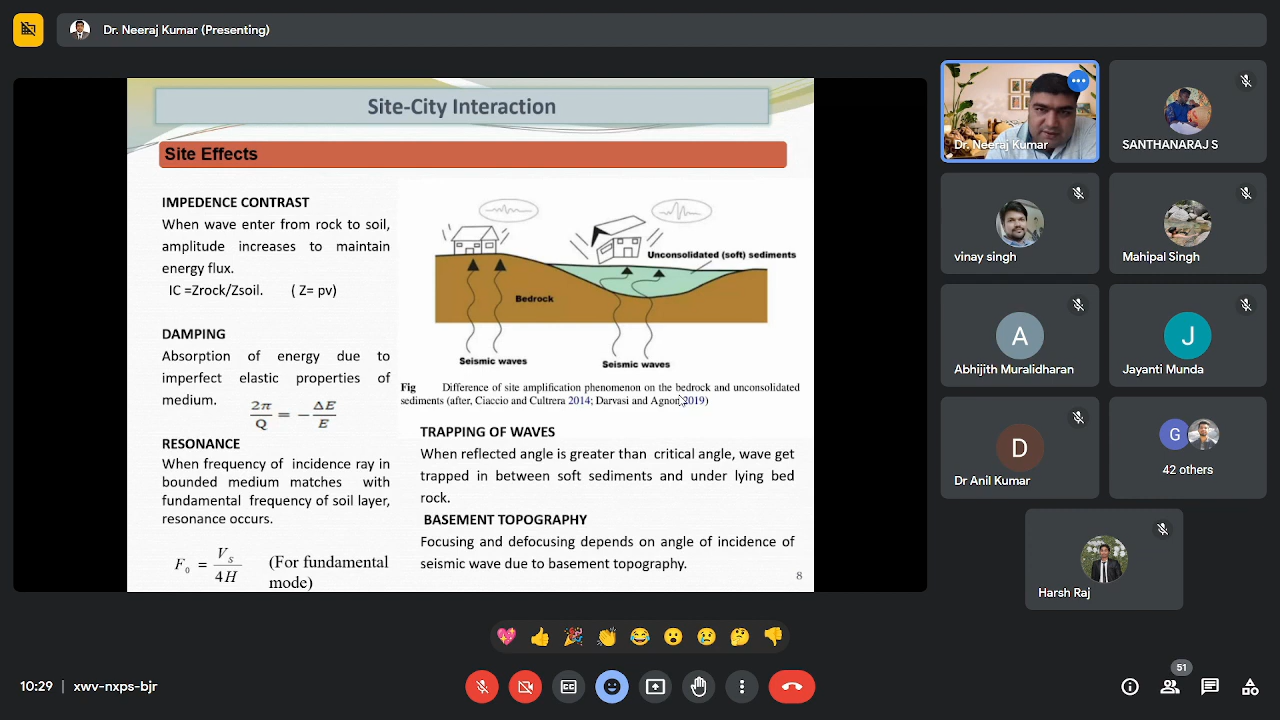 Dr. Neeraj Kumar (Presenting)
Site-City Interaction
Site Effects
IMPEDENCE CONTRAST
When wave enter from rock to soil,
amplitude increases to maintain
energy flux.
IC =Zrock/Zsoil. ( Z= pv)
DAMPING
Absorption of energy due to
imperfect elastic properties of
medium.
2π/Q = - ΔE/E
RESONANCE
When frequency of incidence ray in
bounded medium matches with
fundamental frequency of soil layer,
resonance occurs.
F₀ = Vₛ/4H (For fundamental
mode)
Unconsolidated (soft) sediments
Bedrock
Seismic waves
Seismic waves
Fig Difference of site amplification phenomenon on the bedrock and unconsolidated
sediments (after, Ciaccio and Cultrera 2014; Darvasi and Agnon 2019)
TRAPPING OF WAVES
When reflected angle is greater than critical angle, wave get
trapped in between soft sediments and under lying bed
rock.
BASEMENT TOPOGRAPHY
Focusing and defocusing depends on angle of incidence of
seismic wave due to basement topography.
8
Dr. Neeraj Kumar
SANTHANARAJ S
vinay singh
Mahipal Singh
A
Abhijith Muralidharan
J
Jayanti Munda
D
Dr Anil Kumar
G
42 others
Harsh Raj
10:29 | xwv-nxps-bjr
51